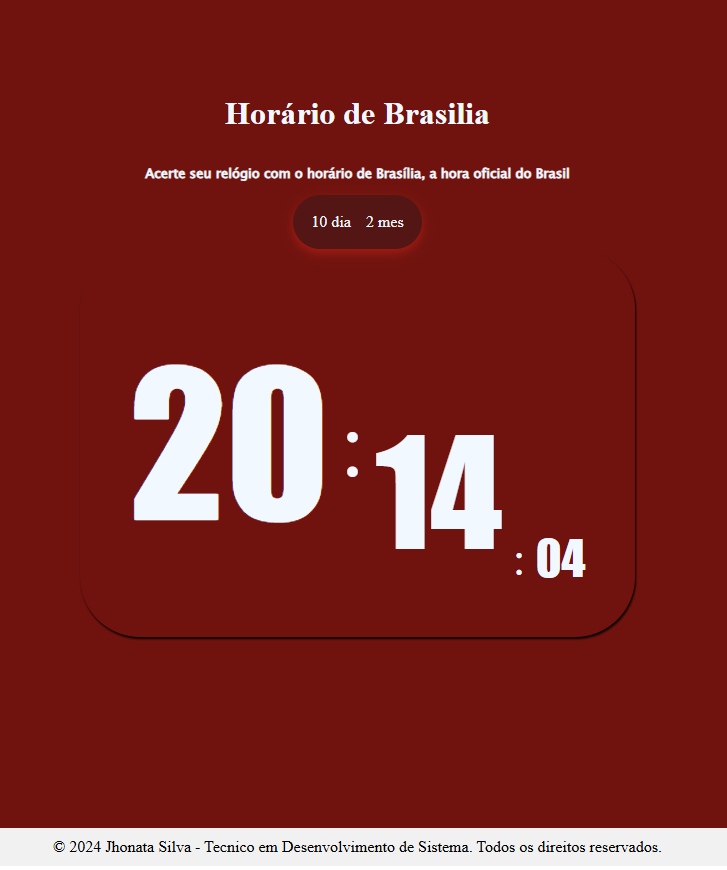 Horário de Brasilia
Acerte seu relógio com o horário de Brasília, a hora oficial do Brasil
10 dia 2 mes
20 : 14 : 04
© 2024 Jhonata Silva - Tecnico em Desenvolvimento de Sistema. Todos os direitos reservados.